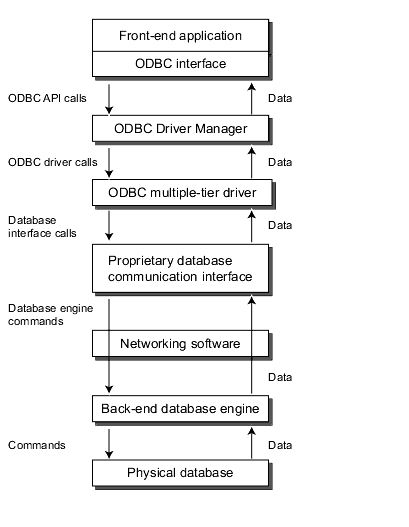 Front-end application
ODBC interface
ODBC API calls
Data
ODBC Driver Manager
ODBC driver calls
Data
ODBC multiple-tier driver
Database
interface calls
Data
Proprietary database
communication interface
Database engine
commands
Networking software
Data
Back-end database engine
Commands
Data
Physical database